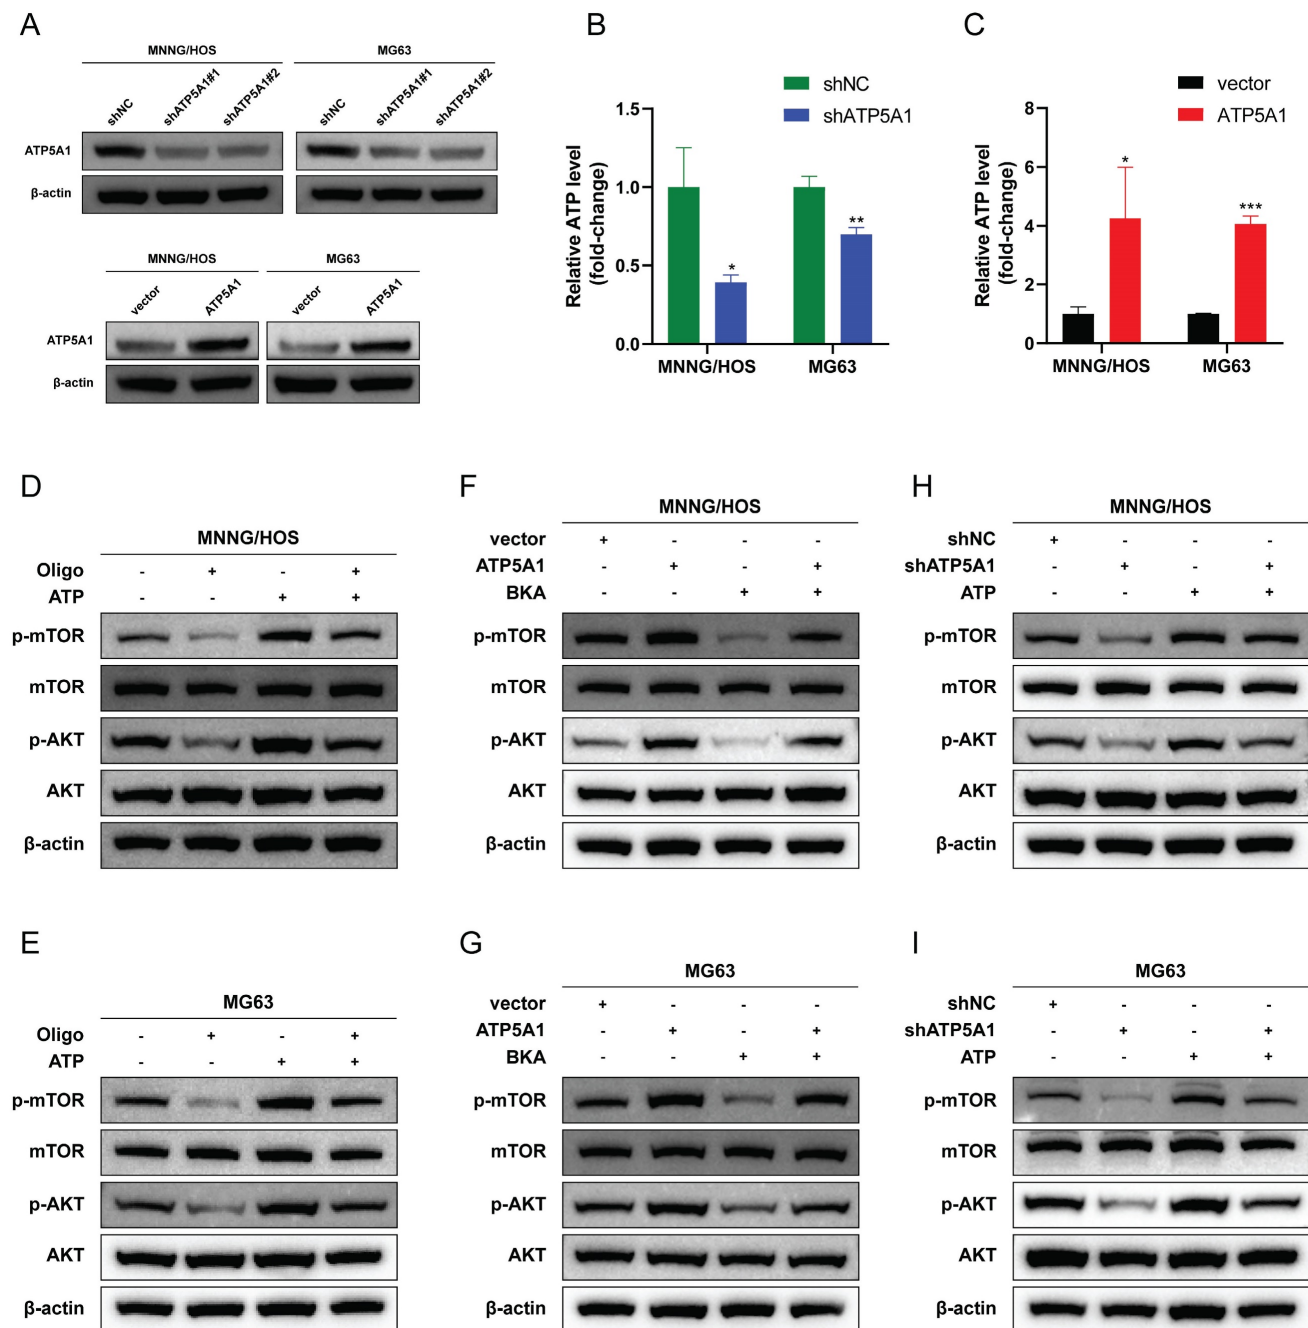 A
MNNG/HOS MG63
shNC shATP5A1#1 shATP5A1#2 shNC shATP5A1#1 shATP5A1#2
ATP5A1
β-actin
MNNG/HOS MG63
vector ATP5A1 vector ATP5A1
ATP5A1
β-actin
B
shNC
shATP5A1
Relative ATP level
(fold-change)
1.5
1.0
0.5
0.0
* **
MNNG/HOS MG63
C
vector
ATP5A1
Relative ATP level
(fold-change)
8
6
4
2
0
* ***
MNNG/HOS MG63
D
MNNG/HOS
Oligo - + - +
ATP - - + +
p-mTOR
mTOR
p-AKT
AKT
β-actin
F
MNNG/HOS
vector + - - -
ATP5A1 - + - +
BKA - - + +
p-mTOR
mTOR
p-AKT
AKT
β-actin
H
MNNG/HOS
shNC + - - -
shATP5A1 - + - +
ATP - - + +
p-mTOR
mTOR
p-AKT
AKT
β-actin
E
MG63
Oligo - + - +
ATP - - + +
p-mTOR
mTOR
p-AKT
AKT
β-actin
G
MG63
vector + - - -
ATP5A1 - + - +
BKA - - + +
p-mTOR
mTOR
p-AKT
AKT
β-actin
I
MG63
shNC + - - -
shATP5A1 - + - +
ATP - - + +
p-mTOR
mTOR
p-AKT
AKT
β-actin